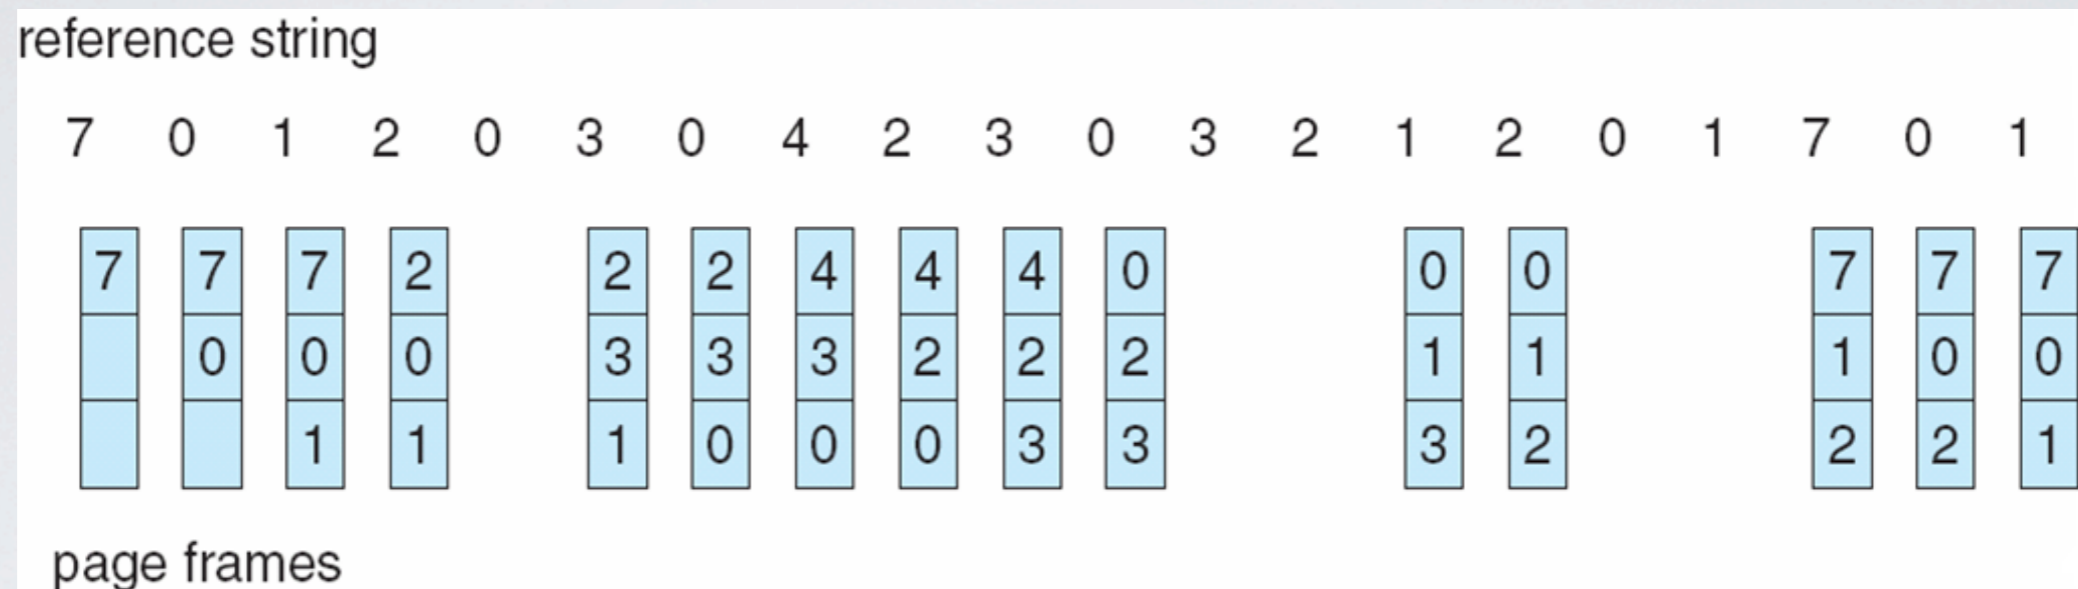 reference string
7 0 1 2 0 3 0 4 2 3 0 3 2 1 2 0 1 7 0 1
7 7 7 2 2 2 4 4 4 0 0 0 7 7 7
0 0 0 3 3 3 2 2 2 1 1 1 0 0
1 1 1 0 0 0 3 3 3 2 2 2 1
page frames